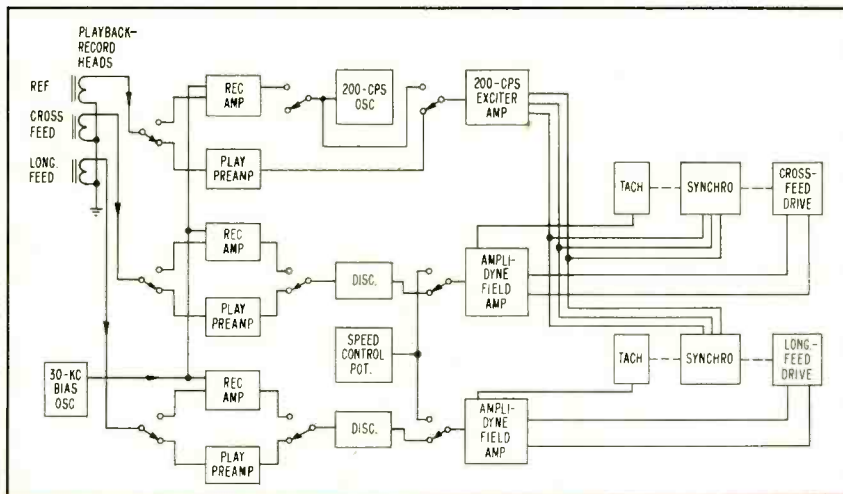 PLAYBACK-
RECORD
HEADS
REF
CROSS
FEED
LONG.
FEED
REC
AMP
200-CPS
OSC
200-CPS
EXCITER
AMP
PLAY
PREAMP
TACH
SYNCHRO
CROSS-
FEED
DRIVE
REC
AMP
PLAY
PREAMP
DISC.
AMPLI-
DYNE
FIELD
AMP
SPEED
CONTROL
POT.
TACH
SYNCHRO
LONG.-
FEED
DRIVE
30-KC
BIAS
OSC
REC
AMP
PLAY
PREAMP
DISC.
AMPLI-
DYNE
FIELD
AMP